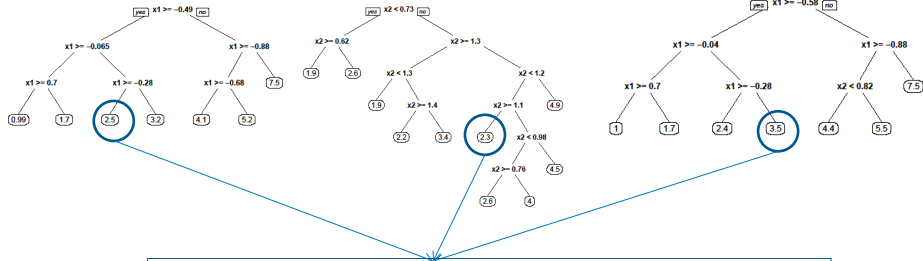 yes x1 >= -0.49 no
x1 >= -0.065
x1 >= -0.88
x1 >= 0.7
x1 >= -0.28
x1 >= -0.68
7.5
0.99
1.7
2.5
3.2
4.1
5.2
yes x2 < 0.73 no
x2 >= 0.62
x2 >= 1.3
1.9
2.6
x2 < 1.3
x2 < 1.2
1.9
x2 >= 1.4
x2 >= 1.1
4.9
2.2
3.4
2.3
x2 < 0.98
x2 >= 0.76
4.5
2.6
4
yes x1 >= -0.58 no
x1 >= -0.04
x1 >= -0.88
x1 >= 0.7
x1 >= -0.28
x2 < 0.82
7.5
1
1.7
2.4
3.5
4.4
5.5